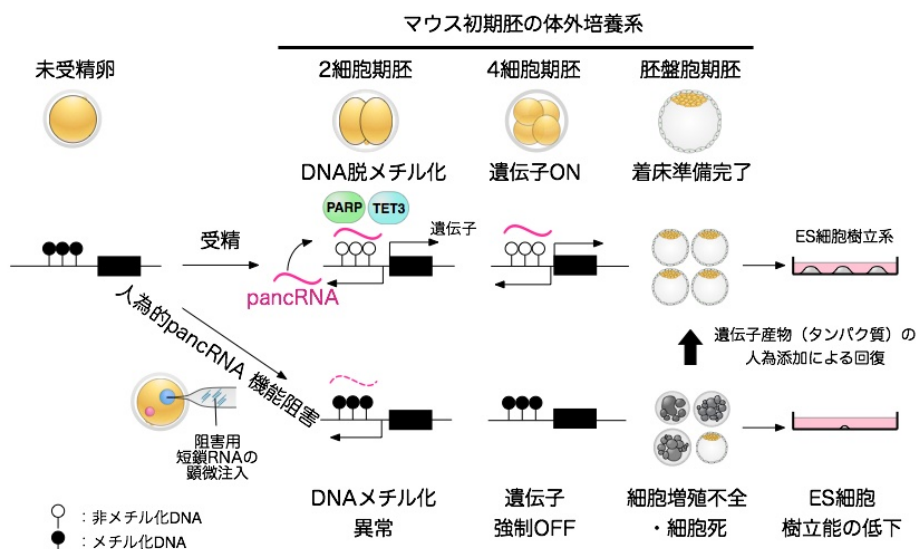 マウス初期胚の体外培養系
未受精卵
2細胞期胚
4細胞期胚
胚盤胞期胚
DNA脱メチル化
遺伝子ON
着床準備完了
PARP
TET3
受精
遺伝子
ES細胞樹立系
pancRNA
人為的pancRNA 機能阻害
遺伝子産物（タンパク質）の
人為添加による回復
阻害用
短鎖RNAの
顕微注入
DNAメチル化
異常
遺伝子
強制OFF
細胞増殖不全
・細胞死
ES細胞
樹立能の低下
：非メチル化DNA
：メチル化DNA